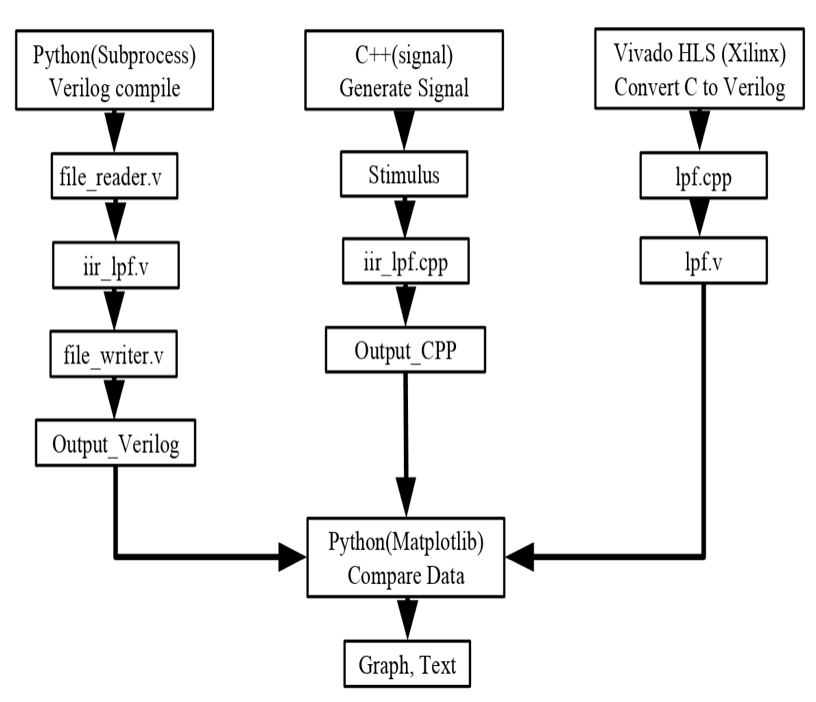 Python(Subprocess)
Verilog compile
file_reader.v
iir_lpf.v
file_writer.v
Output_Verilog
C++(signal)
Generate Signal
Stimulus
iir_lpf.cpp
Output_CPP
Vivado HLS (Xilinx)
Convert C to Verilog
lpf.cpp
lpf.v
Python(Matplotlib)
Compare Data
Graph, Text